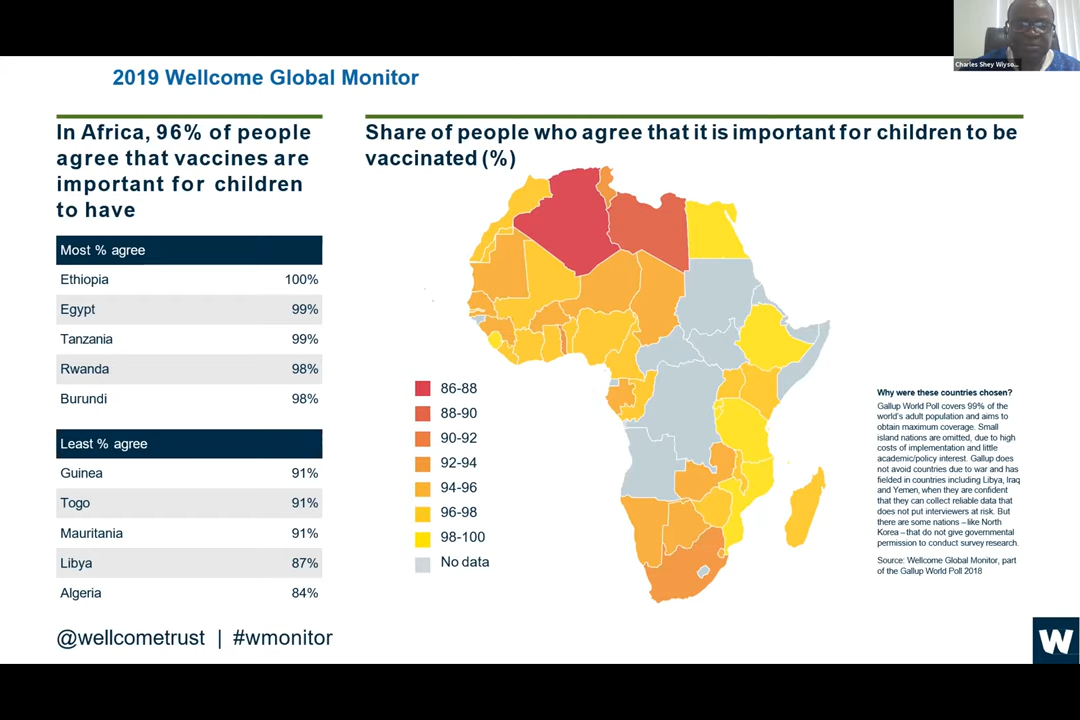 Charles Shey Wiyso...
2019 Wellcome Global Monitor
In Africa, 96% of people
agree that vaccines are
important for children
to have
Most % agree
Ethiopia 100%
Egypt 99%
Tanzania 99%
Rwanda 98%
Burundi 98%
Least % agree
Guinea 91%
Togo 91%
Mauritania 91%
Libya 87%
Algeria 84%
@wellcometrust | #wmonitor
Share of people who agree that it is important for children to be
vaccinated (%)
86-88
88-90
90-92
92-94
94-96
96-98
98-100
No data
Why were these countries chosen?
Gallup World Poll covers 99% of the
world's adult population and aims to
obtain maximum coverage. Small
island nations are omitted, due to high
costs of implementation and little
academic/policy interest. Gallup does
not avoid countries due to war and has
fielded in countries including Libya, Iraq
and Yemen, when they are confident
that they can collect reliable data that
does not put interviewers at risk. But
there are some nations – like North
Korea – that do not give governmental
permission to conduct survey research.
Source: Wellcome Global Monitor, part
of the Gallup World Poll 2018
W